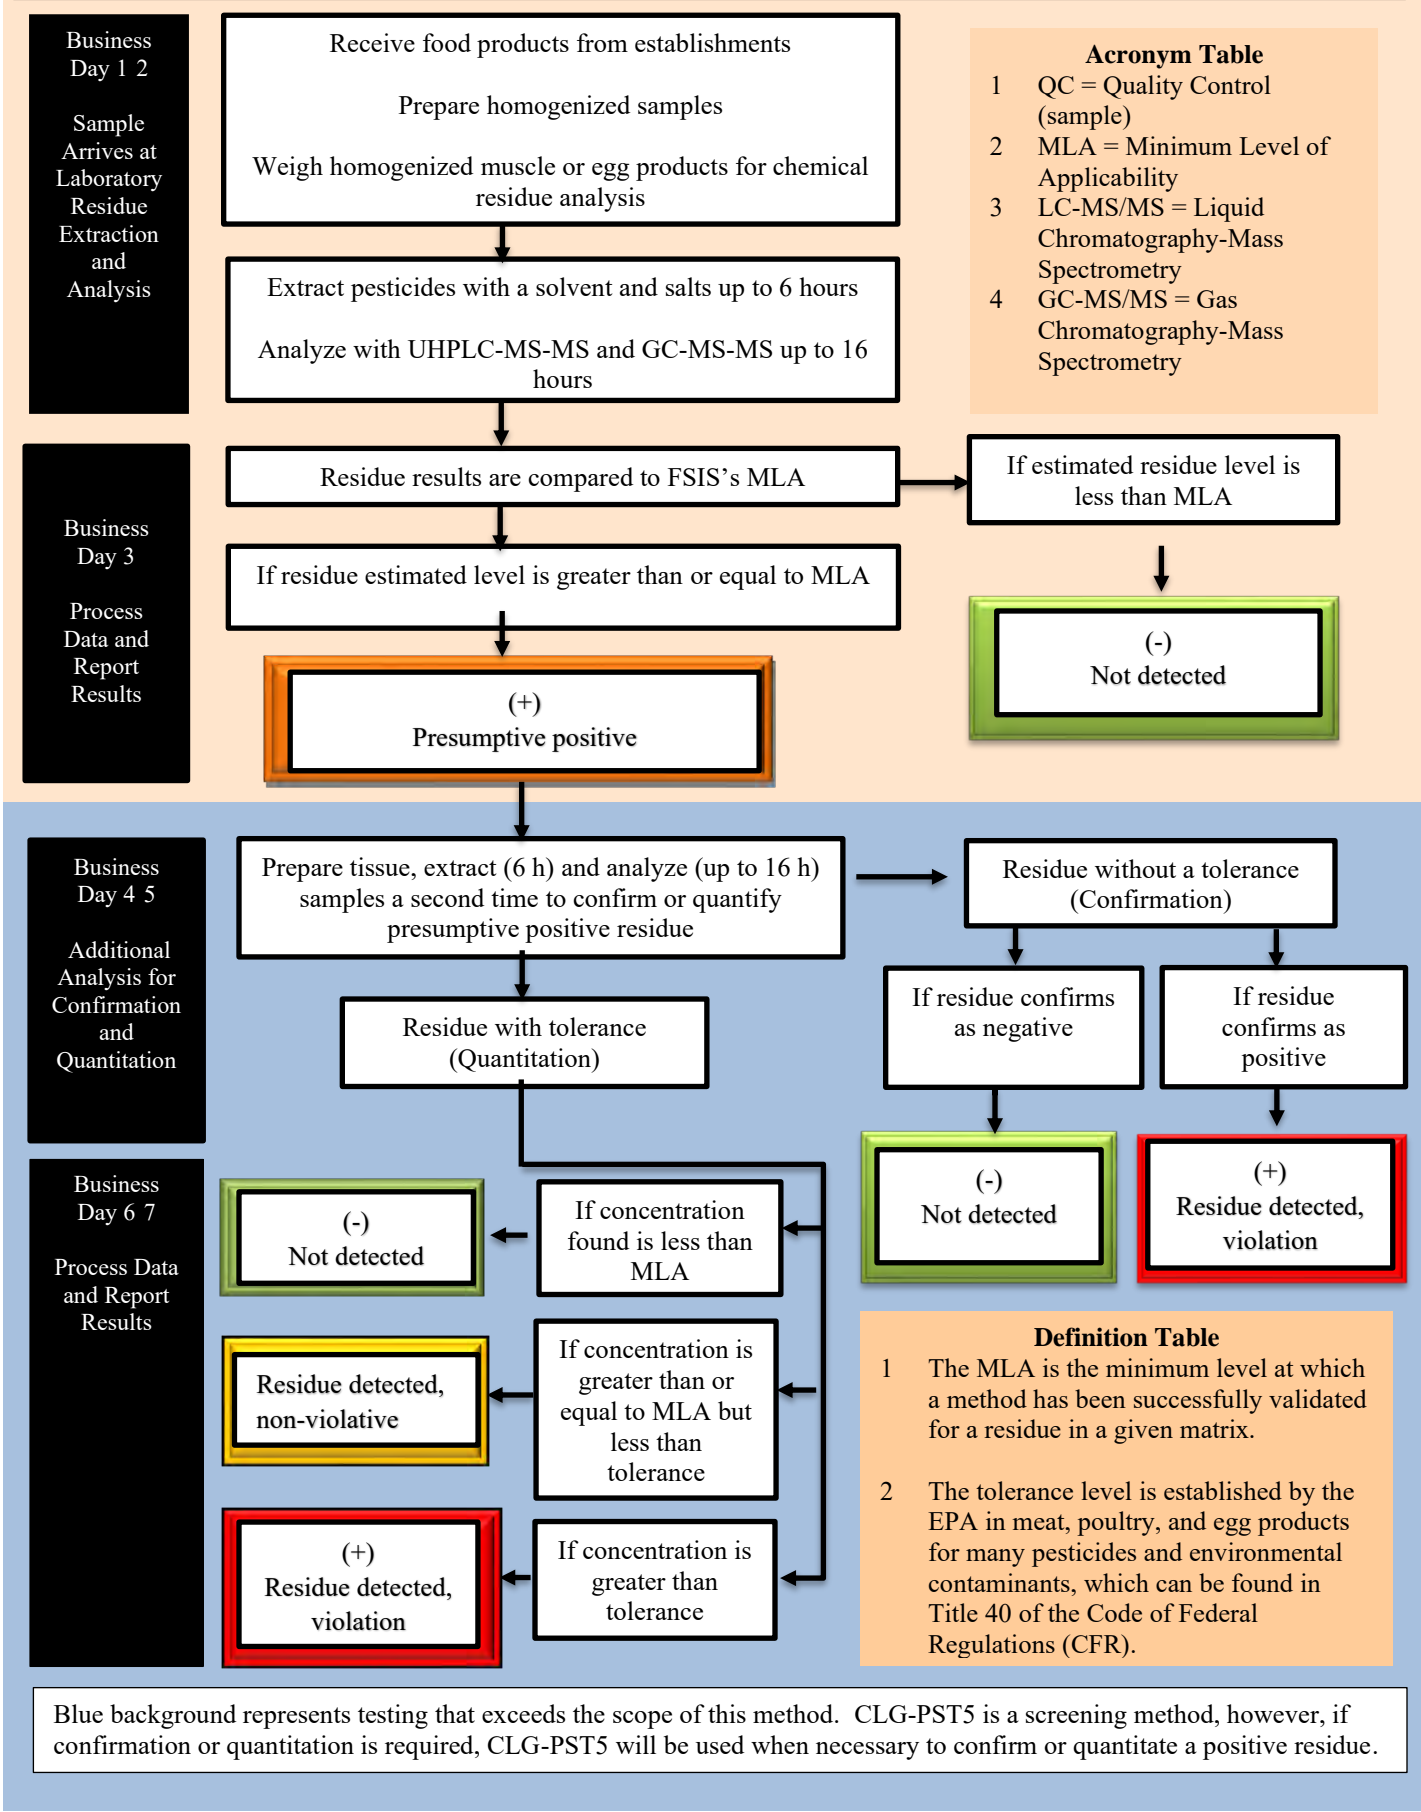 Business
Day 1 2
Sample
Arrives at
Laboratory
Residue
Extraction
and
Analysis
Receive food products from establishments
Prepare homogenized samples
Weigh homogenized muscle or egg products for chemical
residue analysis
Acronym Table
1 QC = Quality Control
(sample)
2 MLA = Minimum Level of
Applicability
3 LC-MS/MS = Liquid
Chromatography-Mass
Spectrometry
4 GC-MS/MS = Gas
Chromatography-Mass
Spectrometry
Extract pesticides with a solvent and salts up to 6 hours
Analyze with UHPLC-MS-MS and GC-MS-MS up to 16
hours
Business
Day 3
Process
Data and
Report
Results
Residue results are compared to FSIS’s MLA
If estimated residue level is
less than MLA
If residue estimated level is greater than or equal to MLA
(-)
Not detected
(+)
Presumptive positive
Business
Day 4 5
Additional
Analysis for
Confirmation
and
Quantitation
Prepare tissue, extract (6 h) and analyze (up to 16 h)
samples a second time to confirm or quantify
presumptive positive residue
Residue without a tolerance
(Confirmation)
If residue confirms
as negative
If residue
confirms as
positive
Residue with tolerance
(Quantitation)
(-)
Not detected
(+)
Residue detected,
violation
Business
Day 6 7
Process Data
and Report
Results
(-)
Not detected
If concentration
found is less than
MLA
Residue detected,
non-violative
If concentration is
greater than or
equal to MLA but
less than
tolerance
(+)
Residue detected,
violation
If concentration is
greater than
tolerance
Definition Table
1 The MLA is the minimum level at which
a method has been successfully validated
for a residue in a given matrix.
2 The tolerance level is established by the
EPA in meat, poultry, and egg products
for many pesticides and environmental
contaminants, which can be found in
Title 40 of the Code of Federal
Regulations (CFR).
Blue background represents testing that exceeds the scope of this method. CLG-PST5 is a screening method, however, if
confirmation or quantitation is required, CLG-PST5 will be used when necessary to confirm or quantitate a positive residue.